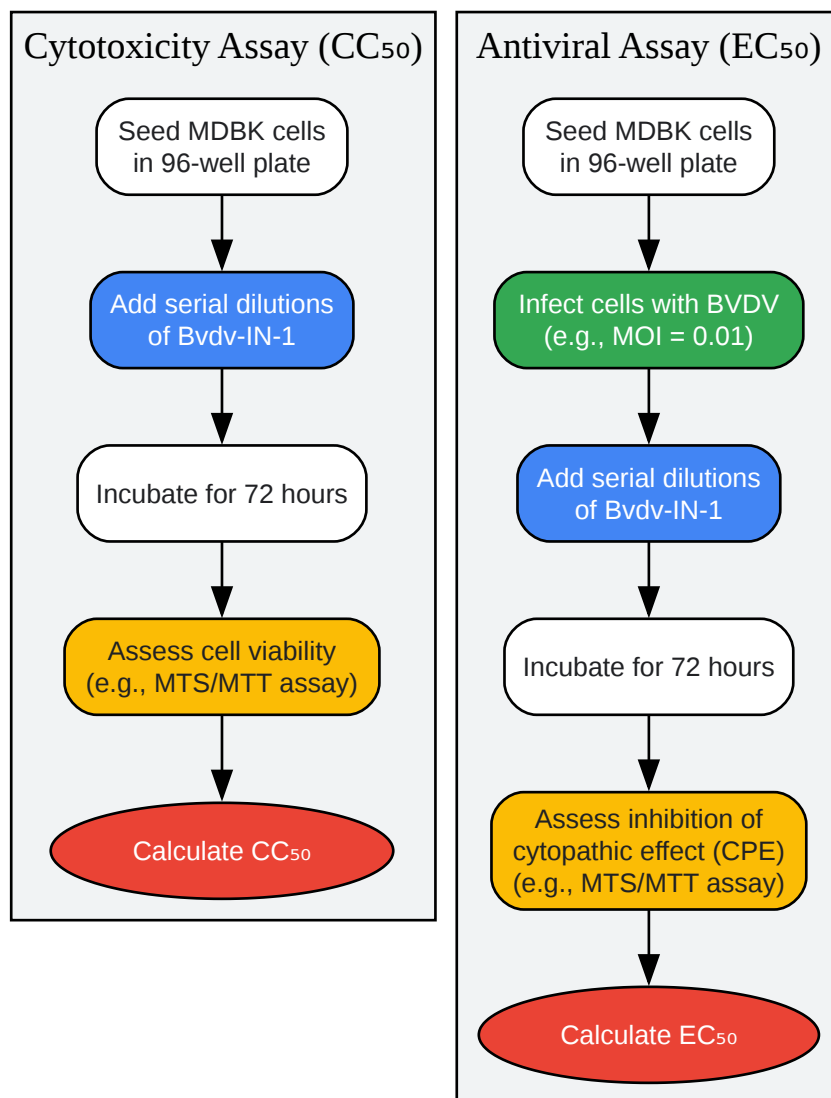 Cytotoxicity Assay (CC₅₀)
Seed MDBK cells
in 96-well plate
Add serial dilutions
of Bvdv-IN-1
Incubate for 72 hours
Assess cell viability
(e.g., MTS/MTT assay)
Calculate CC₅₀
Antiviral Assay (EC₅₀)
Seed MDBK cells
in 96-well plate
Infect cells with BVDV
(e.g., MOI = 0.01)
Add serial dilutions
of Bvdv-IN-1
Incubate for 72 hours
Assess inhibition of
cytopathic effect (CPE)
(e.g., MTS/MTT assay)
Calculate EC₅₀